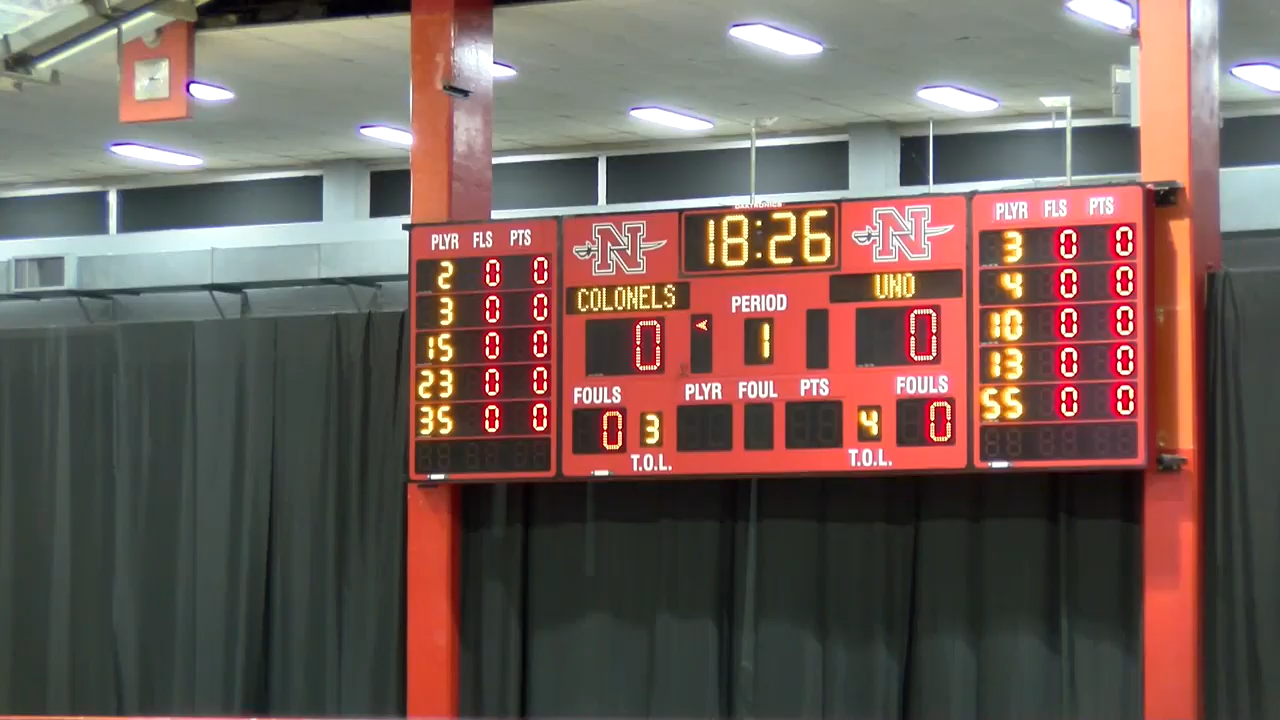 DAKTRONICS
18:26
PLYR FLS PTS
2 0 0
3 0 0
15 0 0
23 0 0
35 0 0
N
COLONELS
0
PERIOD
1
N
UNO
0
FOULS
0
3
T.O.L.
PLYR FOUL PTS
4
T.O.L.
FOULS
0
PLYR FLS PTS
3 0 0
4 0 0
10 0 0
13 0 0
55 0 0